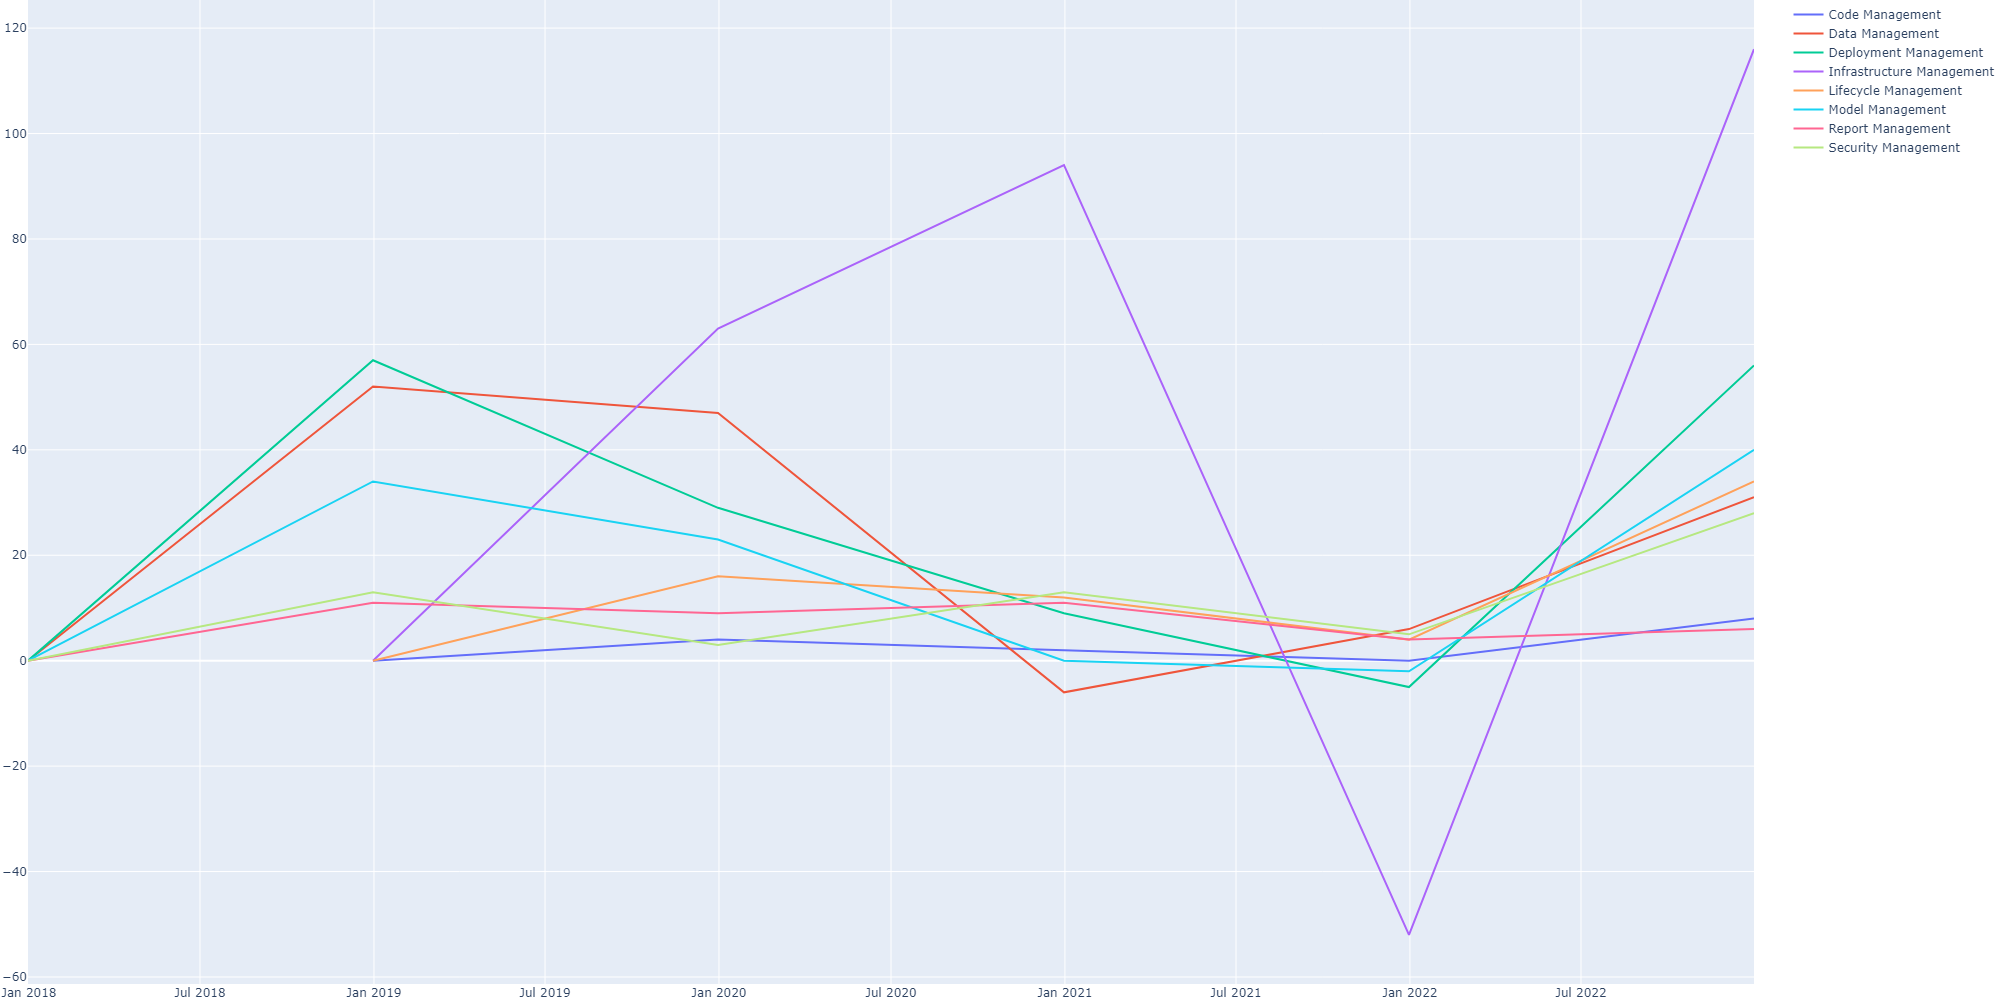 120
100
80
60
40
20
0
−20
−40
−60
Jan 2018
Jul 2018
Jan 2019
Jul 2019
Jan 2020
Jul 2020
Jan 2021
Jul 2021
Jan 2022
Jul 2022
Code Management
Data Management
Deployment Management
Infrastructure Management
Lifecycle Management
Model Management
Report Management
Security Management